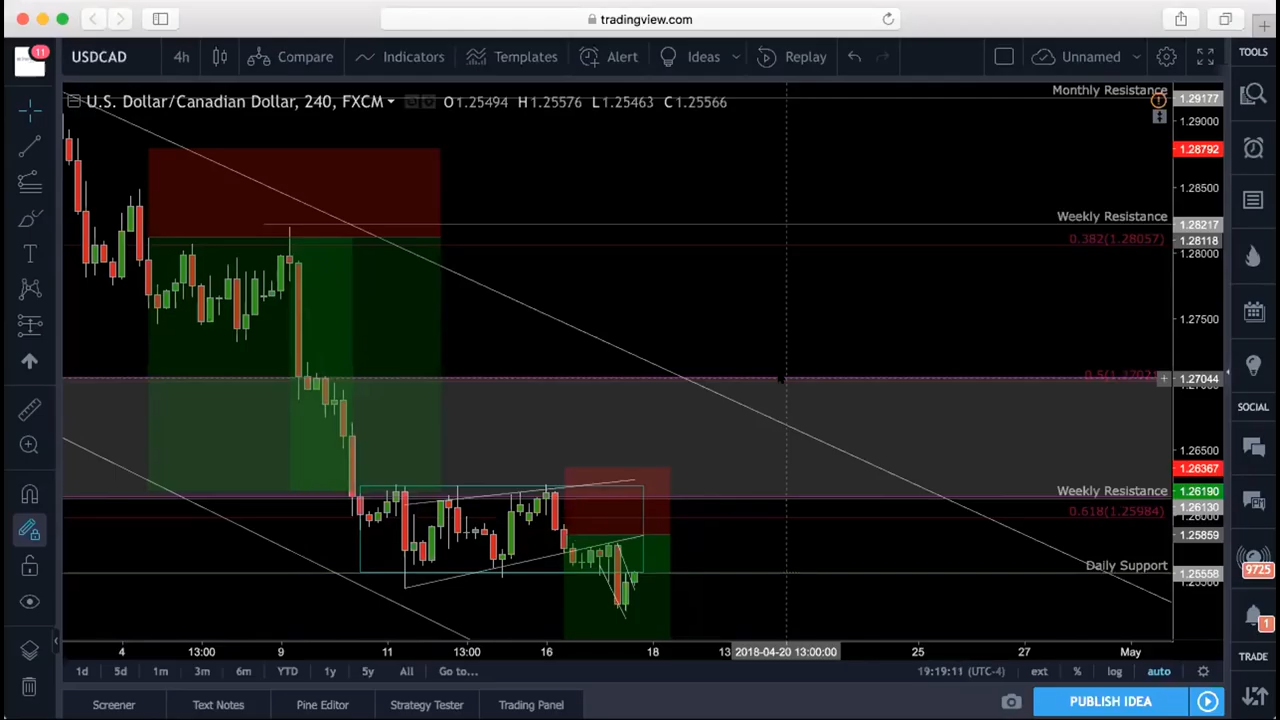 tradingview.com
11
USDCAD 4h Compare Indicators Templates Alert Ideas Replay Unnamed
TOOLS
U.S. Dollar/Canadian Dollar, 240, FXCM O1.25494 H1.25576 L1.25463 C1.25566
Monthly Resistance 1.29177
1.29000
1.28792
1.28500
Weekly Resistance 1.28217
0.382(1.28057) 1.28118
1.28000
1.27500
1.27044
SOCIAL
1.26500
1.26367
Weekly Resistance 1.26190
0.618(1.25984) 1.26130
1.26000
1.25859
Daily Support 1.25558
9725
1
4 13:00 9 11 13:00 16 18 13 2018-04-20 13:00:00 25 27 May
TRADE
1d 5d 1m 3m 6m YTD 1y 5y All Go to... 19:19:11 (UTC-4) ext % log auto
Screener Text Notes Pine Editor Strategy Tester Trading Panel PUBLISH IDEA